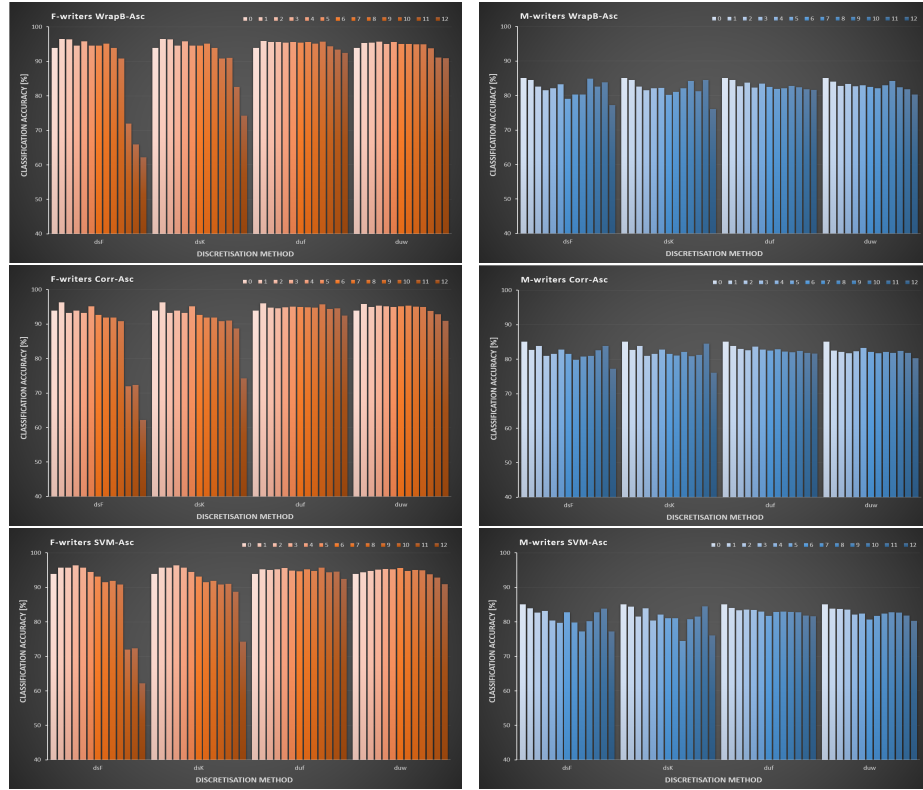 F-writers WrapB-Asc
0 1 2 3 4 5 6 7 8 9 10 11 12
CLASSIFICATION ACCURACY [%]
100
90
80
70
60
50
40
dsF dsK duf duw
DISCRETISATION METHOD
M-writers WrapB-Asc
0 1 2 3 4 5 6 7 8 9 10 11 12
CLASSIFICATION ACCURACY [%]
100
90
80
70
60
50
40
dsF dsK duf duw
DISCRETISATION METHOD
F-writers Corr-Asc
0 1 2 3 4 5 6 7 8 9 10 11 12
CLASSIFICATION ACCURACY [%]
100
90
80
70
60
50
40
dsF dsK duf duw
DISCRETISATION METHOD
M-writers Corr-Asc
0 1 2 3 4 5 6 7 8 9 10 11 12
CLASSIFICATION ACCURACY [%]
100
90
80
70
60
50
40
dsF dsK duf duw
DISCRETISATION METHOD
F-writers SVM-Asc
0 1 2 3 4 5 6 7 8 9 10 11 12
CLASSIFICATION ACCURACY [%]
100
90
80
70
60
50
40
dsF dsK duf duw
DISCRETISATION METHOD
M-writers SVM-Asc
0 1 2 3 4 5 6 7 8 9 10 11 12
CLASSIFICATION ACCURACY [%]
100
90
80
70
60
50
40
dsF dsK duf duw
DISCRETISATION METHOD